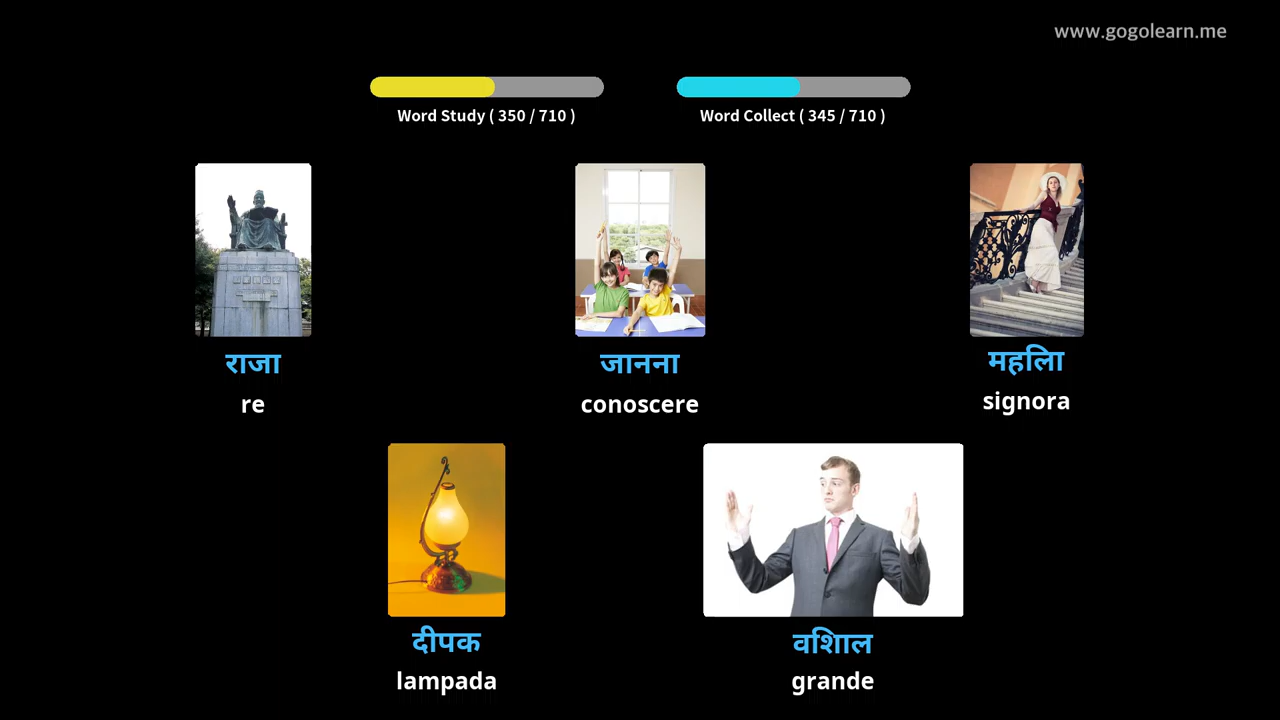 www.gogolearn.me
Word Study ( 350 / 710 )
Word Collect ( 345 / 710 )
राजा
re
जानना
conoscere
महिला
signora
दीपक
lampada
विशाल
grande